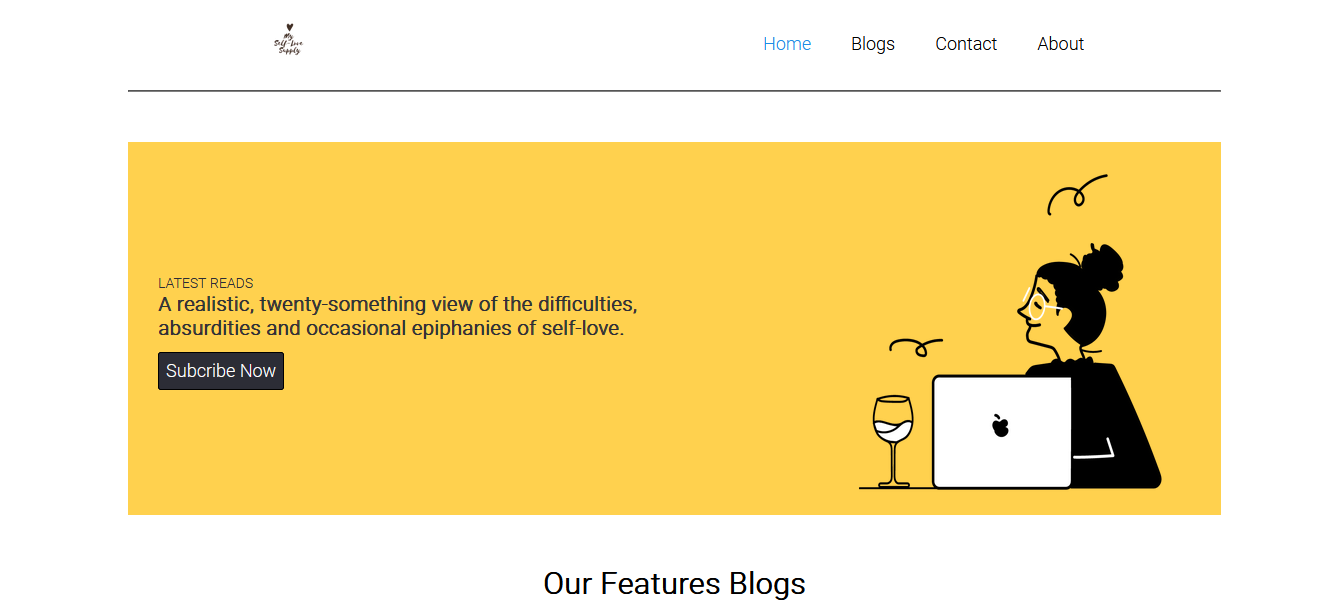 My
Self-Love
Supply
Home Blogs Contact About
LATEST READS
A realistic, twenty-something view of the difficulties,
absurdities and occasional epiphanies of self-love.
Subcribe Now
Our Features Blogs